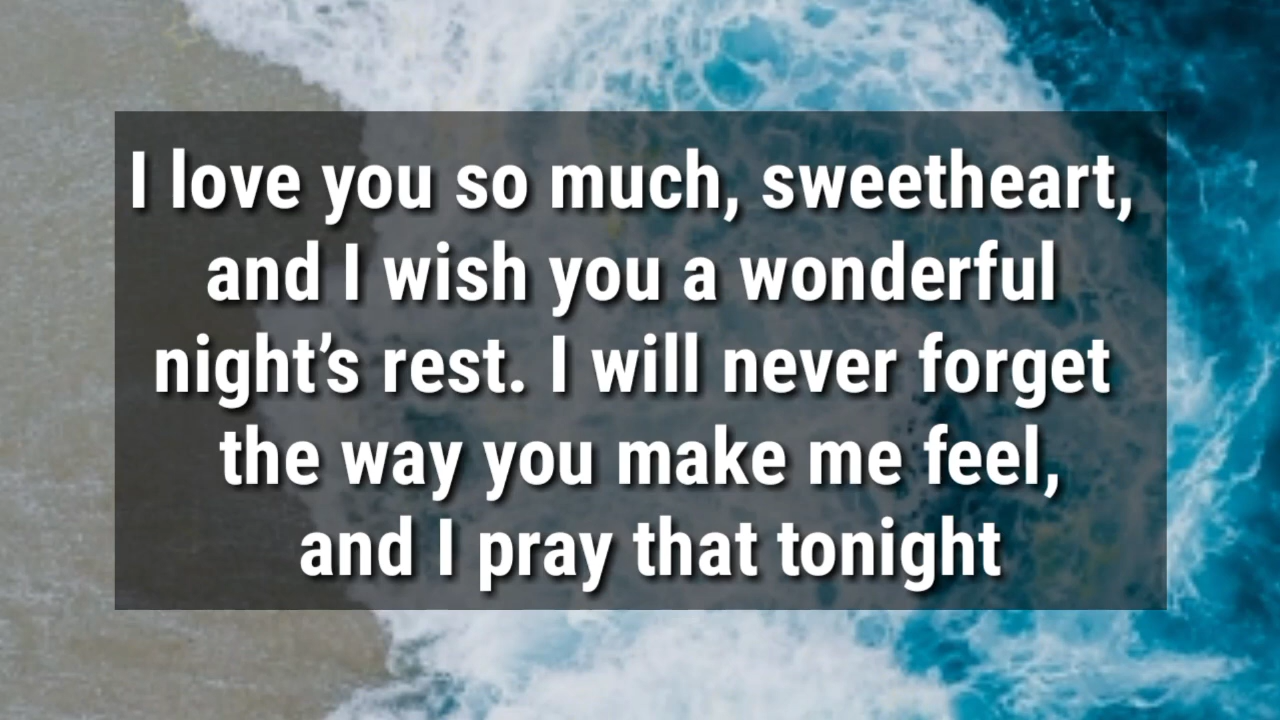 I love you so much, sweetheart,
and I wish you a wonderful
night’s rest. I will never forget
the way you make me feel,
and I pray that tonight